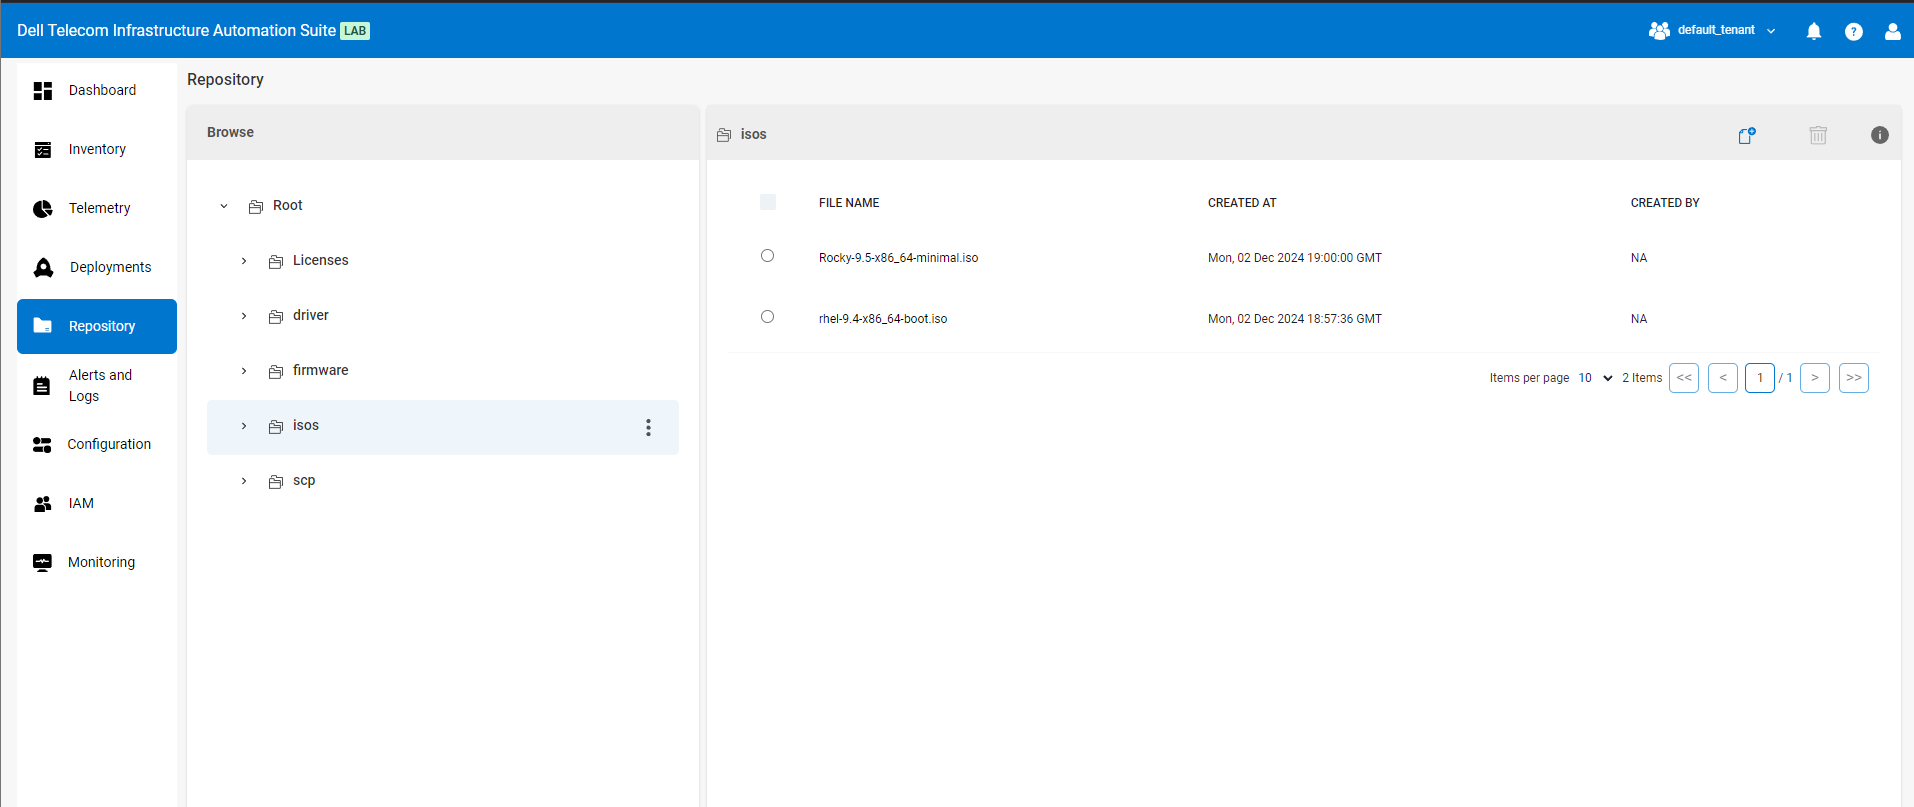 Dell Telecom Infrastructure Automation Suite LAB
default_tenant
Dashboard
Inventory
Telemetry
Deployments
Repository
Alerts and
Logs
Configuration
IAM
Monitoring
Repository
Browse
Root
Licenses
driver
firmware
isos
scp
isos
FILE NAME CREATED AT CREATED BY
Rocky-9.5-x86_64-minimal.iso Mon, 02 Dec 2024 19:00:00 GMT NA
rhel-9.4-x86_64-boot.iso Mon, 02 Dec 2024 18:57:36 GMT NA
Items per page 10 2 Items << < 1 / 1 > >>